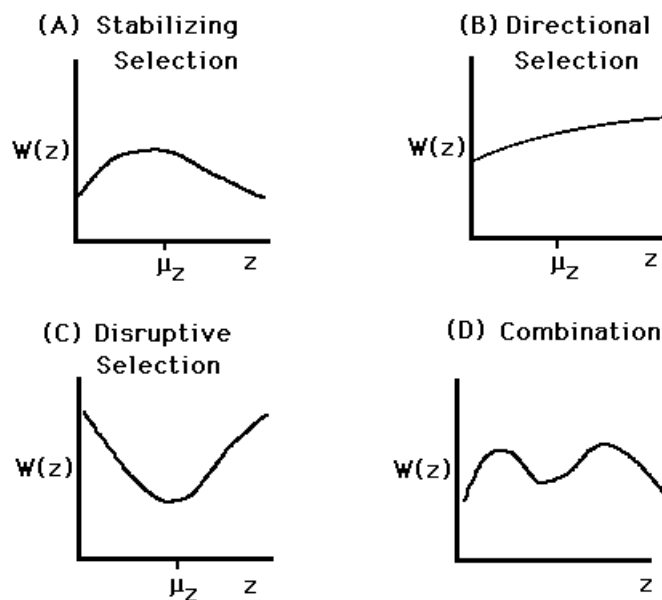 (A) Stabilizing
Selection
W(z)
μz
z
(B) Directional
Selection
W(z)
μz
z
(C) Disruptive
Selection
W(z)
μz
z
(D) Combination
W(z)
z